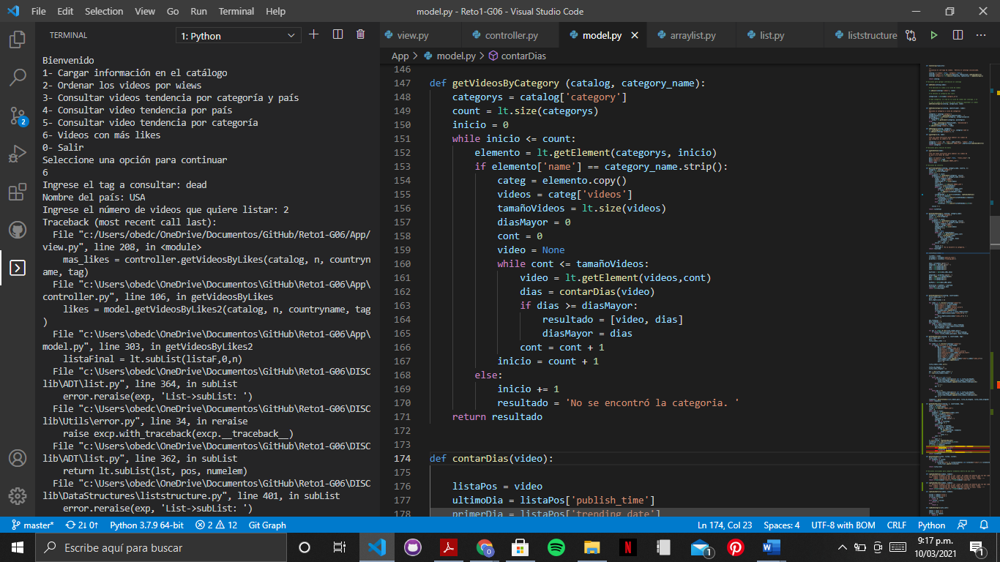 File Edit Selection View Go Run Terminal Help
model.py - Reto1-G06 - Visual Studio Code
TERMINAL
1: Python
Bienvenido
1- Cargar información en el catálogo
2- Ordenar los videos por wiews
3- Consultar videos tendencia por categoría y país
4- Consultar video tendencia por país
5- Consultar video tendencia por categoría
6- Videos con más likes
0- Salir
Seleccione una opción para continuar
6
Ingrese el tag a consultar: dead
Nombre del país: USA
Ingrese el número de videos que quiere listar: 2
Traceback (most recent call last):
  File "c:/Users/obedc/OneDrive/Documentos/GitHub/Reto1-G06/App/
view.py", line 208, in <module>
    mas_likes = controller.getVideosByLikes(catalog, n, countryn
ame, tag)
  File "c:\Users\obedc\OneDrive\Documentos\GitHub\Reto1-G06\App\
controller.py", line 106, in getVideosByLikes
    likes = model.getVideosByLikes2(catalog, n, countryname, tag
)
  File "c:\Users\obedc\OneDrive\Documentos\GitHub\Reto1-G06\App\
model.py", line 303, in getVideosByLikes2
    listaFinal = lt.subList(listaF,0,n)
  File "c:\Users\obedc\OneDrive\Documentos\GitHub\Reto1-G06\DISC
lib\ADT\list.py", line 364, in subList
    error.reraise(exp, 'List->subList: ')
  File "c:\Users\obedc\OneDrive\Documentos\GitHub\Reto1-G06\DISC
lib\Utils\error.py", line 34, in reraise
    raise excp.with_traceback(excp.__traceback__)
  File "c:\Users\obedc\OneDrive\Documentos\GitHub\Reto1-G06\DISC
lib\ADT\list.py", line 362, in subList
    return lt.subList(lst, pos, numelem)
  File "c:\Users\obedc\OneDrive\Documentos\GitHub\Reto1-G06\DISC
lib\DataStructures\liststructure.py", line 401, in subList
    error.reraise(exp, 'List->subList: ')
view.py controller.py model.py arraylist.py list.py liststructure
App > model.py > contarDias
146
147 def getVideosByCategory (catalog, category_name):
148     categorys = catalog['category']
149     count = lt.size(categorys)
150     inicio = 0
151     while inicio <= count:
152         elemento = lt.getElement(categorys, inicio)
153         if elemento['name'] == category_name.strip():
154             categ = elemento.copy()
155             videos = categ['videos']
156             tamañoVideos = lt.size(videos)
157             diasMayor = 0
158             cont = 0
159             video = None
160             while cont <= tamañoVideos:
161                 video = lt.getElement(videos,cont)
162                 dias = contarDias(video)
163                 if dias >= diasMayor:
164                     resultado = [video, dias]
165                     diasMayor = dias
166                 cont = cont + 1
167             inicio = count + 1
168         else:
169             inicio += 1
170             resultado = 'No se encontró la categoria. '
171     return resultado
172
173
174 def contarDias(video):
175
176     listaPos = video
177     ultimoDia = listaPos['publish_time']
178     primerDia = listaPos['trending_date']
2
master* 2↓ 0↑ Python 3.7.9 64-bit 2 12 Git Graph Ln 174, Col 23 Spaces: 4 UTF-8 with BOM CRLF Python
Escribe aquí para buscar
1
9:17 p.m.
10/03/2021
1